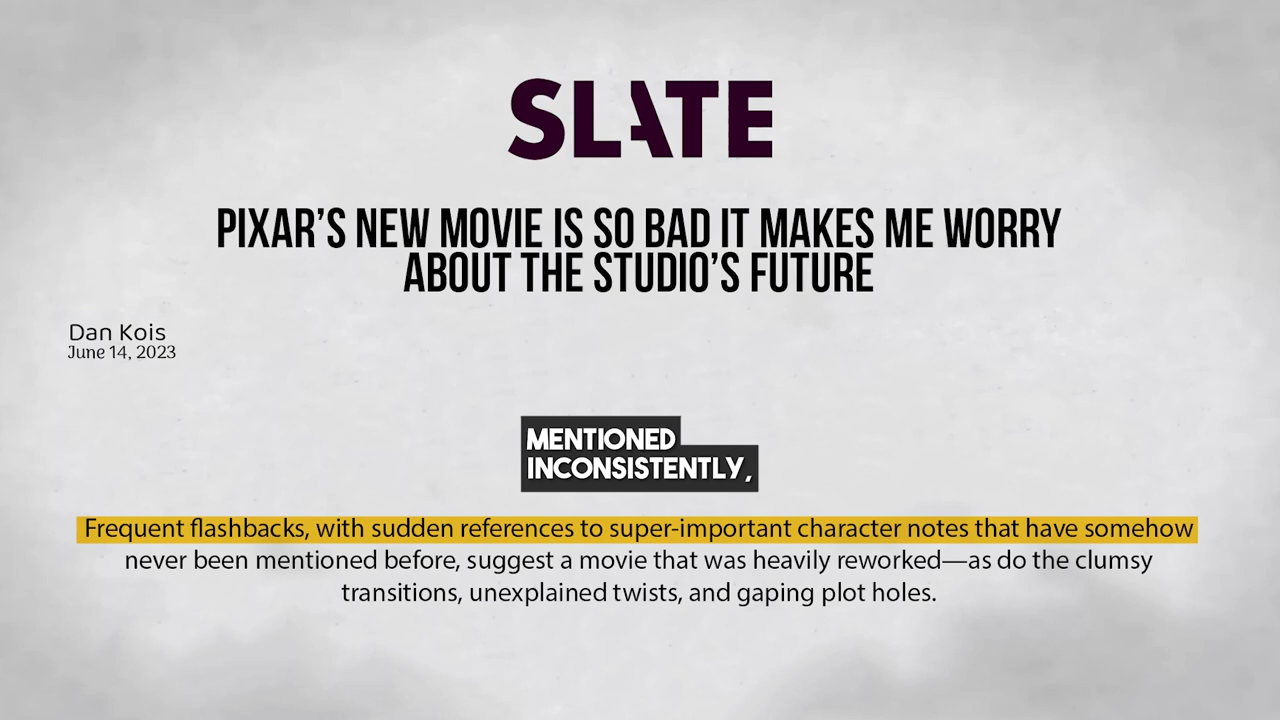 SLATE
PIXAR'S NEW MOVIE IS SO BAD IT MAKES ME WORRY
ABOUT THE STUDIO'S FUTURE
Dan Kois
June 14, 2023
MENTIONED
INCONSISTENTLY,
Frequent flashbacks, with sudden references to super-important character notes that have somehow
never been mentioned before, suggest a movie that was heavily reworked—as do the clumsy
transitions, unexplained twists, and gaping plot holes.